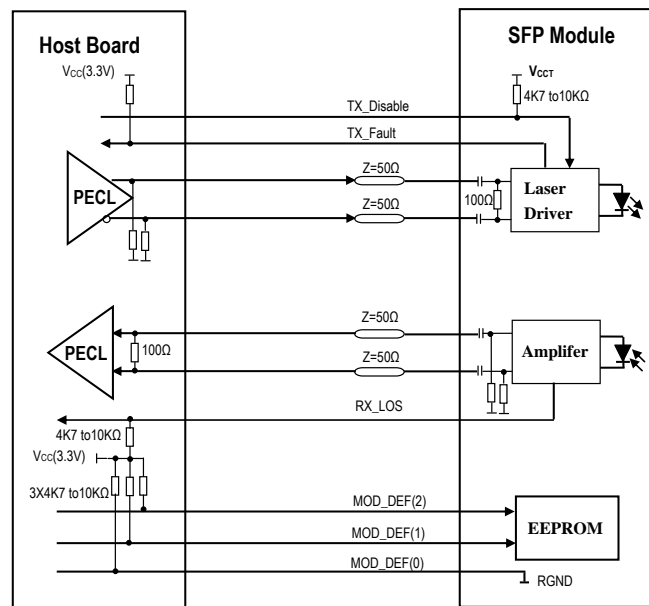 Host Board
SFP Module
VCC(3.3V)
VCCT
4K7 to10KΩ
TX_Disable
TX_Fault
Z=50Ω
PECL
100Ω
Laser
Driver
Z=50Ω
Z=50Ω
PECL
100Ω
Z=50Ω
Amplifer
RX_LOS
4K7 to10KΩ
VCC(3.3V)
3X4K7 to10KΩ
MOD_DEF(2)
EEPROM
MOD_DEF(1)
MOD_DEF(0)
RGND